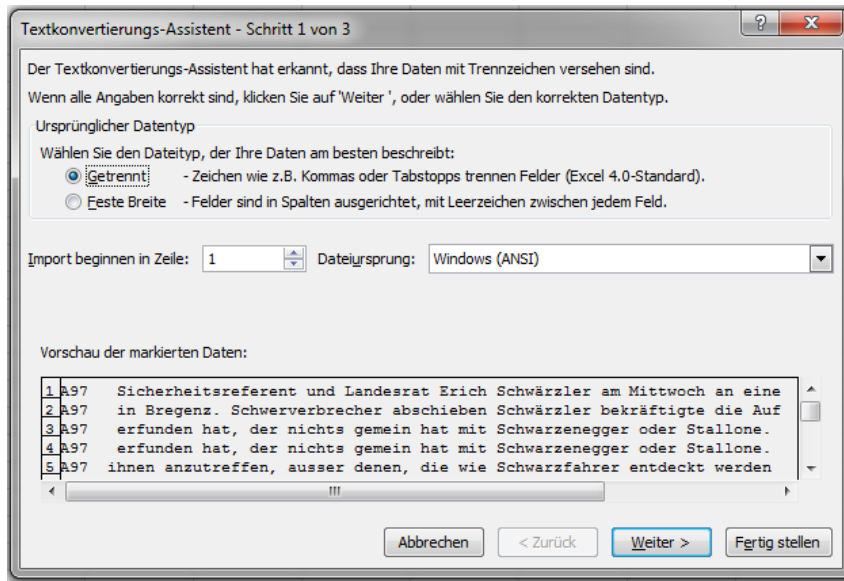 Textkonvertierungs-Assistent - Schritt 1 von 3
Der Textkonvertierungs-Assistent hat erkannt, dass Ihre Daten mit Trennzeichen versehen sind.
Wenn alle Angaben korrekt sind, klicken Sie auf 'Weiter ', oder wählen Sie den korrekten Datentyp.
Ursprünglicher Datentyp
Wählen Sie den Dateityp, der Ihre Daten am besten beschreibt:
Getrennt - Zeichen wie z.B. Kommas oder Tabstopps trennen Felder (Excel 4.0-Standard).
Feste Breite - Felder sind in Spalten ausgerichtet, mit Leerzeichen zwischen jedem Feld.
Import beginnen in Zeile: 1 Dateiursprung: Windows (ANSI)
Vorschau der markierten Daten:
1 A97 Sicherheitsreferent und Landesrat Erich Schwärzler am Mittwoch an eine
2 A97 in Bregenz. Schwerverbrecher abschieben Schwärzler bekräftigte die Auf
3 A97 erfunden hat, der nichts gemein hat mit Schwarzenegger oder Stallone.
4 A97 erfunden hat, der nichts gemein hat mit Schwarzenegger oder Stallone.
5 A97 ihnen anzutreffen, ausser denen, die wie Schwarzfahrer entdeckt werden
Abbrechen < Zurück Weiter > Fertig stellen